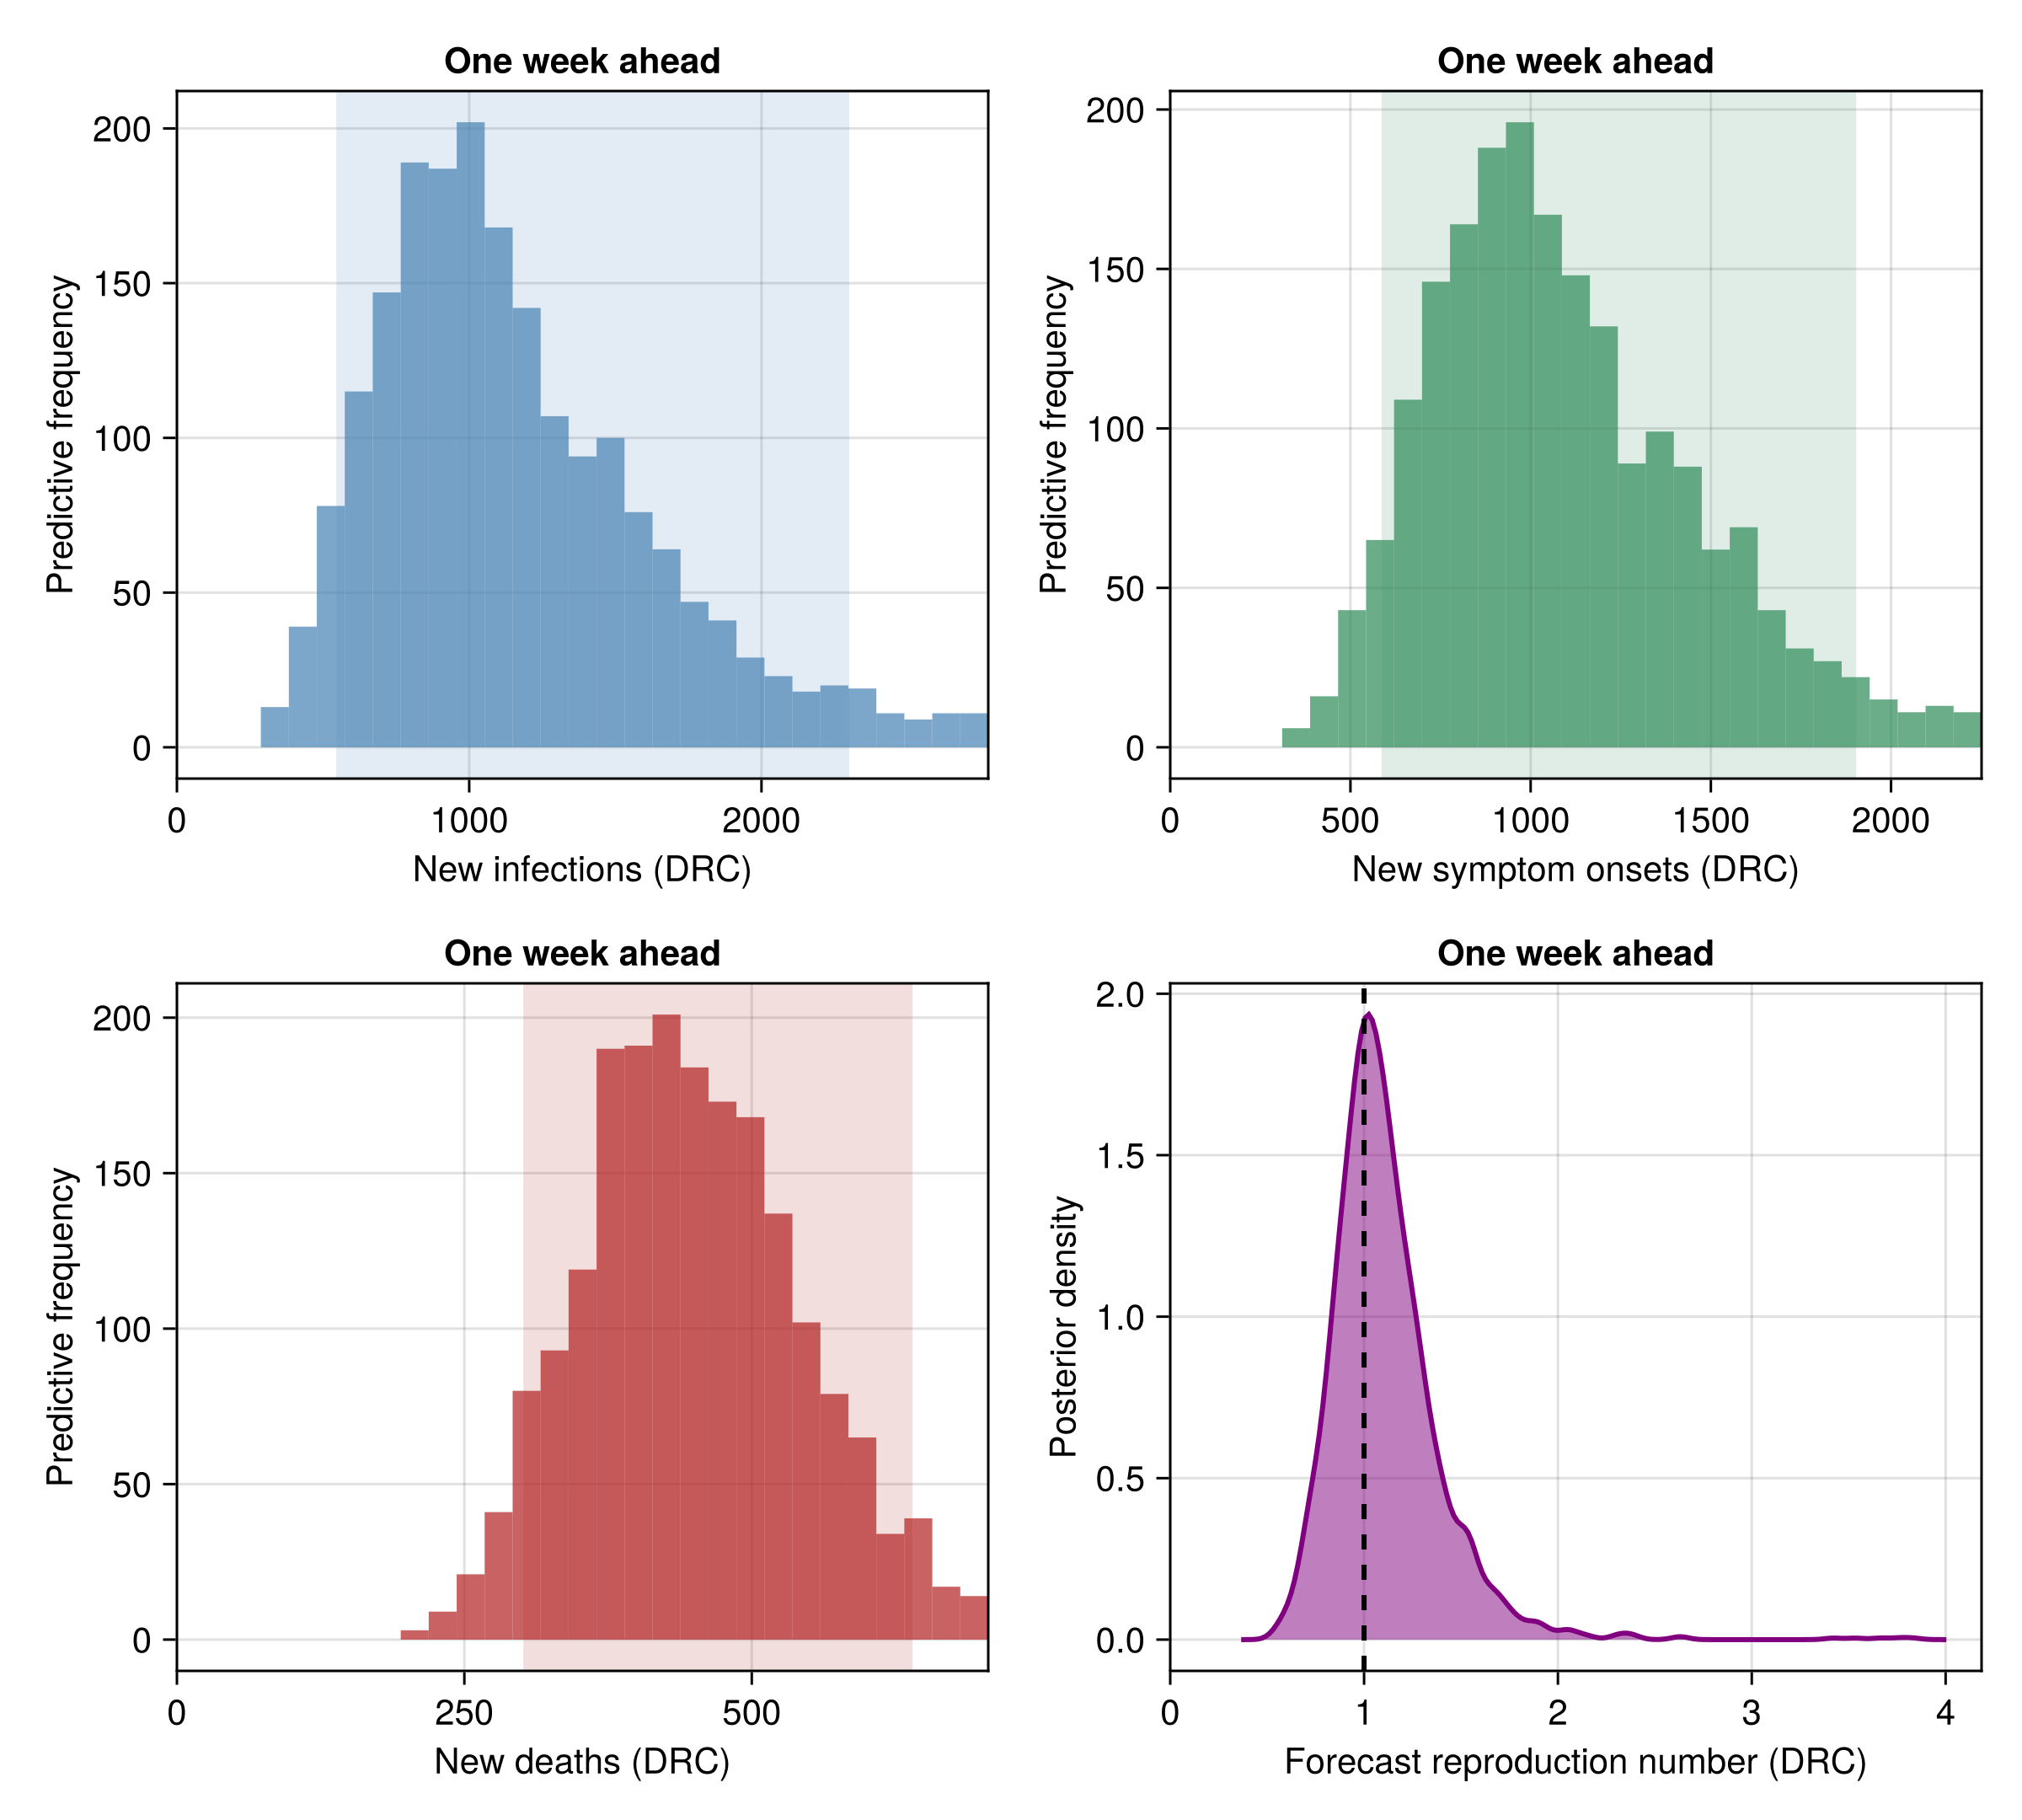 One week ahead
Predictive frequency
200
150
100
50
0
0 1000 2000
New infections (DRC)
One week ahead
Predictive frequency
200
150
100
50
0
0 500 1000 1500 2000
New symptom onsets (DRC)
One week ahead
Predictive frequency
200
150
100
50
0
0 250 500
New deaths (DRC)
One week ahead
Posterior density
2.0
1.5
1.0
0.5
0.0
0 1 2 3 4
Forecast reproduction number (DRC)